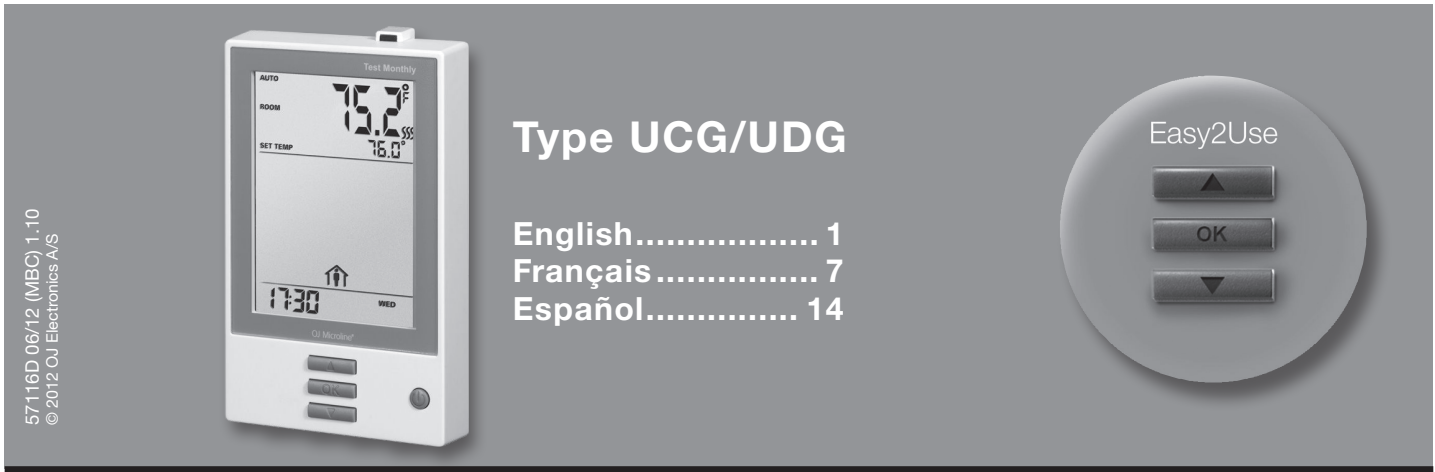 57116D 06/12 (MBC) 1.10
© 2012 OJ Electronics A/S
Test Monthly
AUTO
75.2°F
ROOM
SET TEMP 76.0°
17:30 WED
OJ Microline®
OK
Type UCG/UDG
English.................. 1
Français................ 7
Español............... 14
Easy2Use
OK